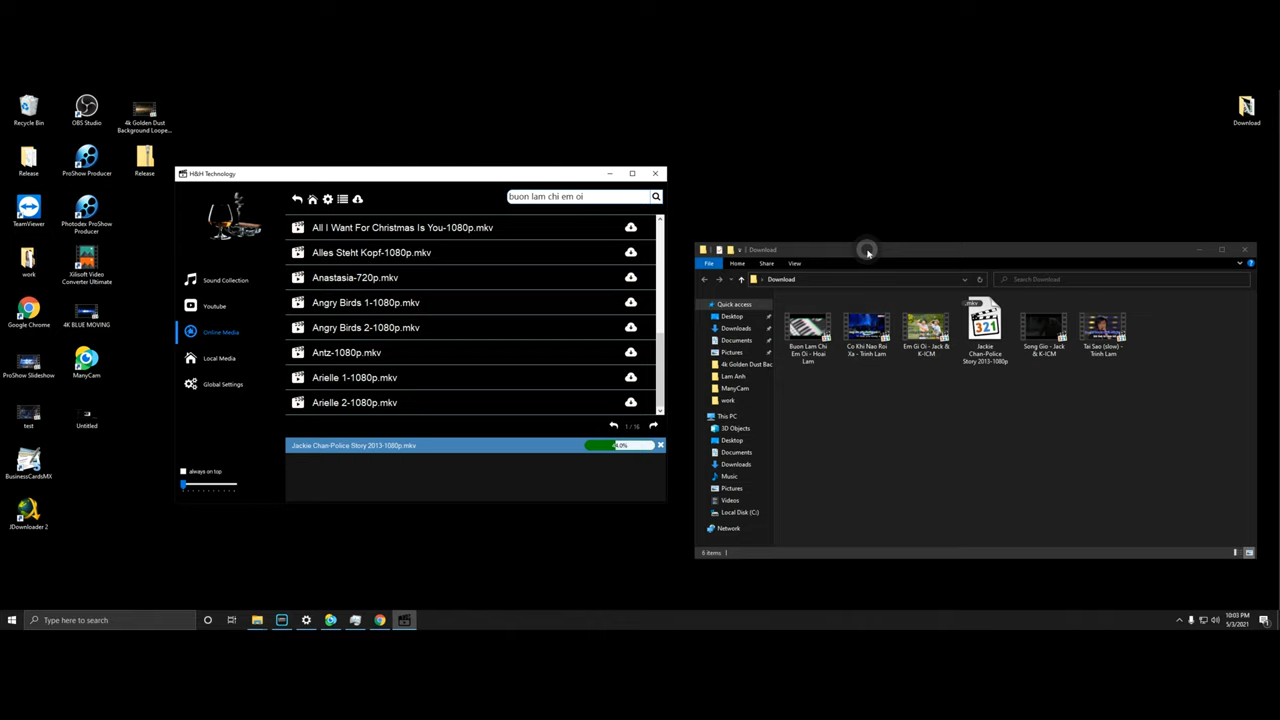 Recycle Bin
OBS Studio
4k Golden Dust
Background Loope...
Release
ProShow Producer
Release
TeamViewer
Photodex ProShow
Producer
work
Xilisoft Video
Converter Ultimate
Google Chrome
4K BLUE MOVING
ProShow Slideshow
ManyCam
test
Untitled
BusinessCardsMX
JDownloader 2
Download
H&H Technology
buon lam chi em oi
Sound Collection
Youtube
Online Media
Local Media
Global Settings
always on top
All I Want For Christmas Is You-1080p.mkv
Alles Steht Kopf-1080p.mkv
Anastasia-720p.mkv
Angry Birds 1-1080p.mkv
Angry Birds 2-1080p.mkv
Antz-1080p.mkv
Arielle 1-1080p.mkv
Arielle 2-1080p.mkv
1 / 16
Jackie Chan-Police Story 2013-1080p.mkv
Download
File Home Share View
Download
Search Download
Quick access
Desktop
Downloads
Documents
Pictures
4k Golden Dust Bac
Lam Anh
ManyCam
work
This PC
3D Objects
Desktop
Documents
Downloads
Music
Pictures
Videos
Local Disk (C:)
Network
.mkv
321
Buon Lam Chi
Em Oi - Hoai
Lam
Co Khi Nao Roi
Xa - Trinh Lam
Em Gi Oi - Jack &
K-ICM
Jackie
Chan-Police
Story 2013-1080p
Song Gio - Jack
& K-ICM
Tai Sao (slow) -
Trinh Lam
6 items
Type here to search
10:03 PM
5/3/2021